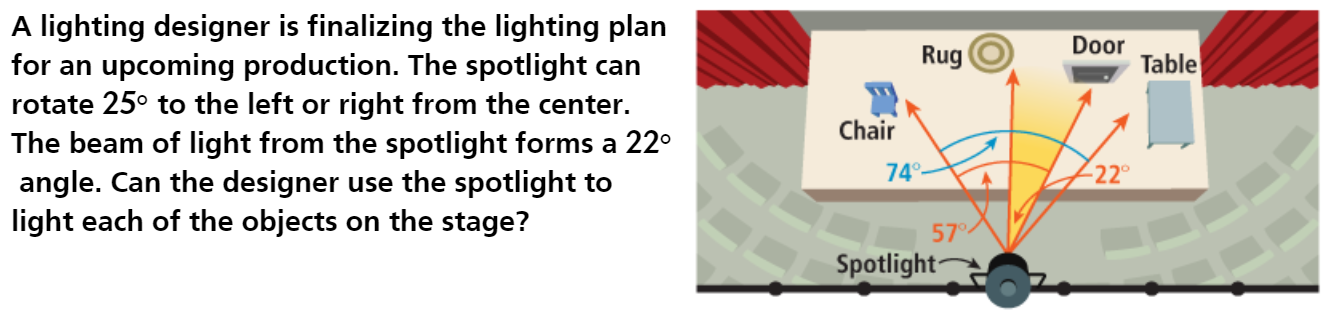 A lighting designer is finalizing the lighting plan
for an upcoming production. The spotlight can
rotate 25° to the left or right from the center.
The beam of light from the spotlight forms a 22°
angle. Can the designer use the spotlight to
light each of the objects on the stage?
Rug
Door
Table
Chair
74°
22°
57°
Spotlight